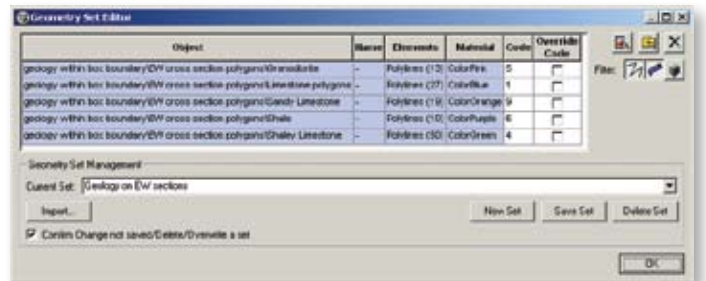 Geometry Set Editor
Object Name Elements Material Code Override Code
geology within box boundary\EW cross section polygons\Granodiorite - Polylines (13) ColorPink 5
geology within box boundary\EW cross section polygons\Limestone polygons - Polylines (27) ColorBlue 1
geology within box boundary\EW cross section polygons\Sandy Limestone - Polylines (19) ColorOrange 9
geology within box boundary\EW cross section polygons\Shale - Polylines (10) ColorPurple 6
geology within box boundary\EW cross section polygons\Shaley Limestone - Polylines (50) ColorGreen 4
Filter:
Geometry Set Management
Current Set: Geology on EW sections
Import... New Set Save Set Delete Set
Confirm Change not saved/Delete/Overwrite a set
OK